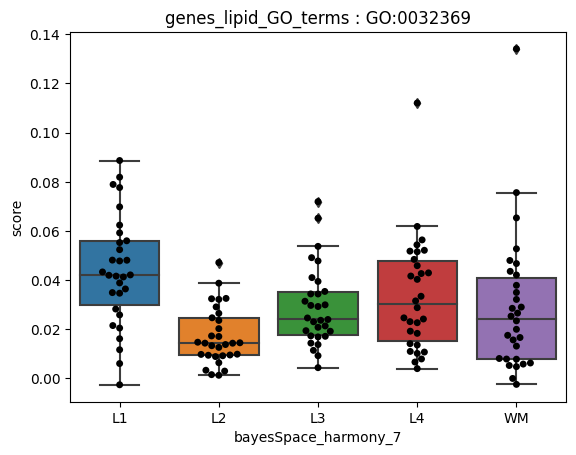 genes_lipid_GO_terms : GO:0032369
0.14
0.12
0.10
0.08
0.06
0.04
0.02
0.00
score
L1 L2 L3 L4 WM
bayesSpace_harmony_7